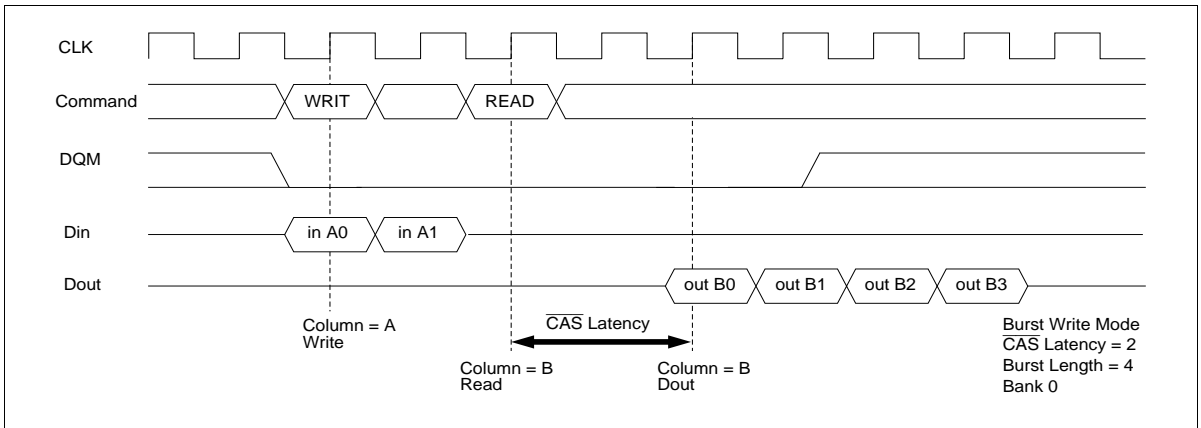 CLK
Command
WRIT
READ
DQM
Din
in A0
in A1
Dout
out B0
out B1
out B2
out B3
Column = A
Write
CAS Latency
Column = B
Read
Column = B
Dout
Burst Write Mode
CAS Latency = 2
Burst Length = 4
Bank 0